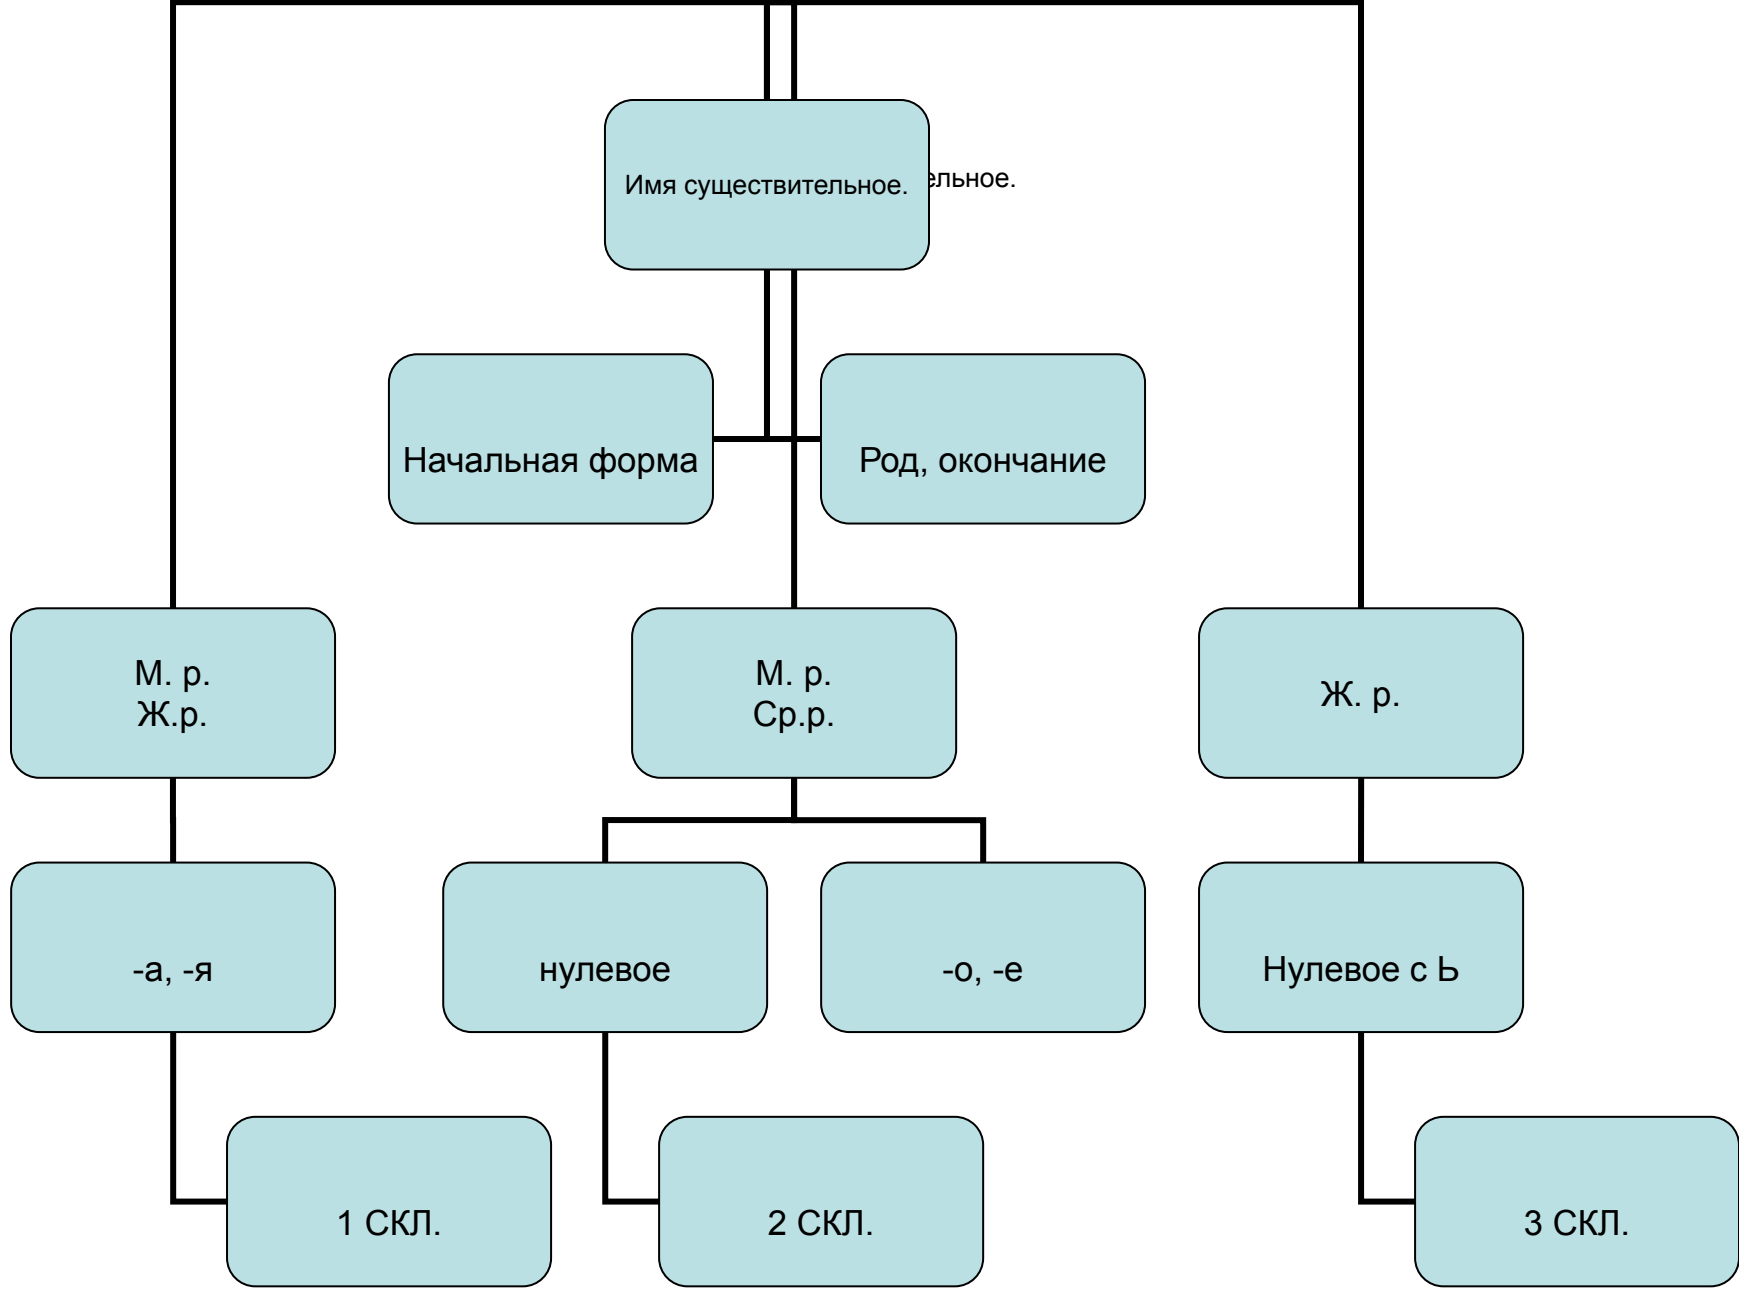 Имя существительное.
ельное.
Начальная форма
Род, окончание
М. р.
Ж.р.
М. р.
Ср.р.
Ж. р.
-а, -я
нулевое
-о, -е
Нулевое с Ь
1 СКЛ.
2 СКЛ.
3 СКЛ.